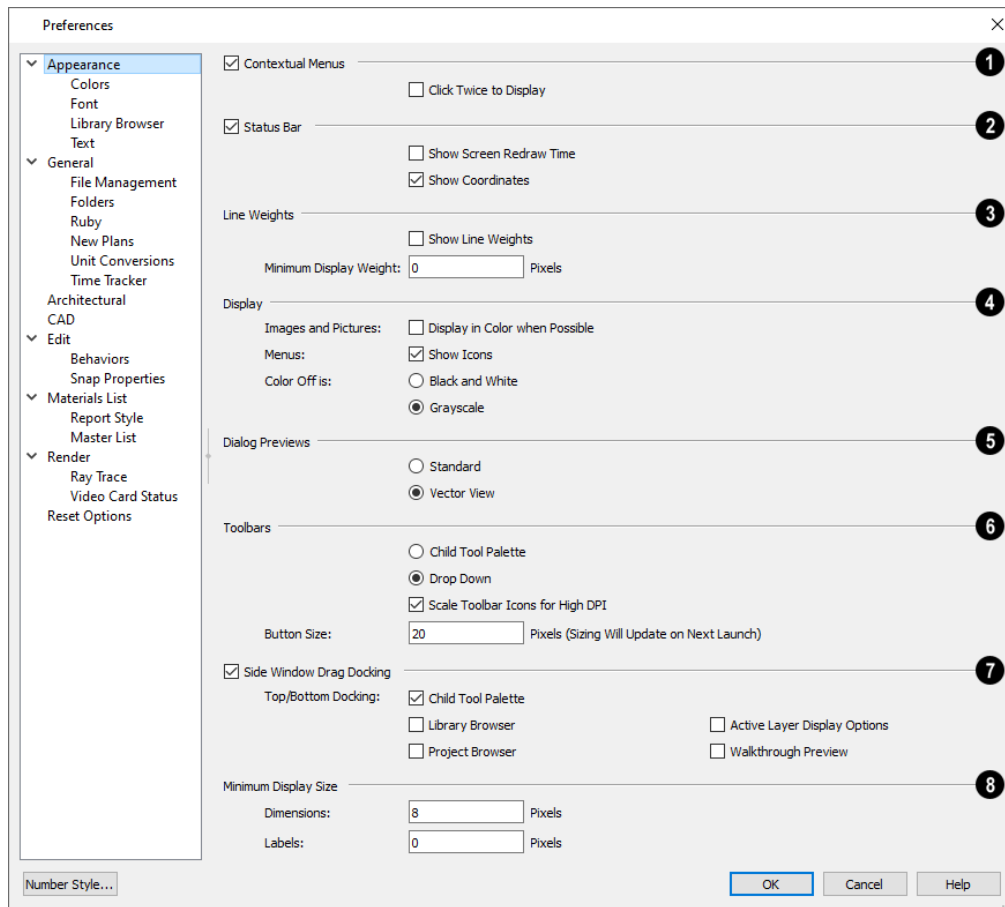 Preferences
Appearance
Colors
Font
Library Browser
Text
General
File Management
Folders
Ruby
New Plans
Unit Conversions
Time Tracker
Architectural
CAD
Edit
Behaviors
Snap Properties
Materials List
Report Style
Master List
Render
Ray Trace
Video Card Status
Reset Options
Contextual Menus 1
Click Twice to Display
Status Bar 2
Show Screen Redraw Time
Show Coordinates
Line Weights 3
Show Line Weights
Minimum Display Weight: 0 Pixels
Display 4
Images and Pictures: Display in Color when Possible
Menus: Show Icons
Color Off is: Black and White
Grayscale
Dialog Previews 5
Standard
Vector View
Toolbars 6
Child Tool Palette
Drop Down
Scale Toolbar Icons for High DPI
Button Size: 20 Pixels (Sizing Will Update on Next Launch)
Side Window Drag Docking 7
Top/Bottom Docking: Child Tool Palette
Library Browser Active Layer Display Options
Project Browser Walkthrough Preview
Minimum Display Size 8
Dimensions: 8 Pixels
Labels: 0 Pixels
Number Style... OK Cancel Help